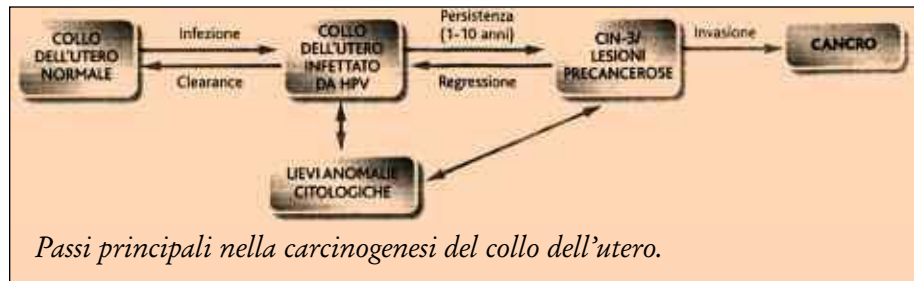 COLLO
DELL'UTERO
NORMALE
Infezione
Clearance
COLLO
DELL'UTERO
INFETTATO
DA HPV
Persistenza
(1-10 anni)
Regressione
CIN-3/
LESIONI
PRECANCEROSE
Invasione
CANCRO
LIEVI ANOMALIE
CITOLOGICHE
Passi principali nella carcinogenesi del collo dell'utero.